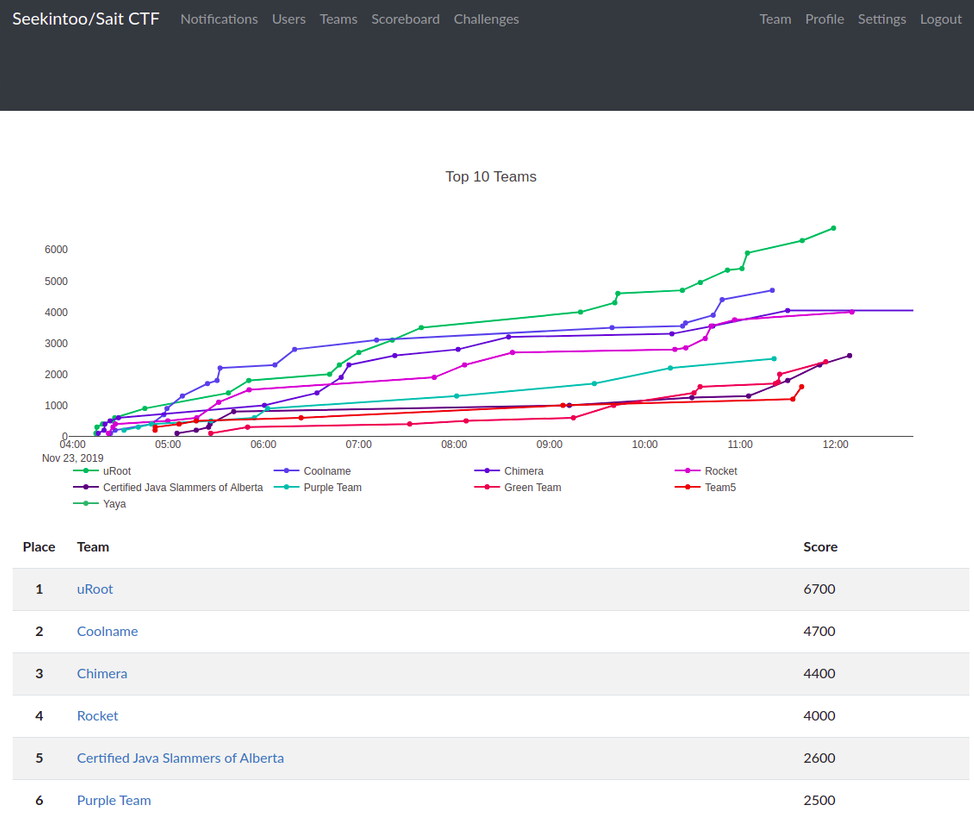 Seekintoo/Sait CTF Notifications Users Teams Scoreboard Challenges Team Profile Settings Logout
Top 10 Teams
6000
5000
4000
3000
2000
1000
0
04:00 05:00 06:00 07:00 08:00 09:00 10:00 11:00 12:00
Nov 23, 2019
uRoot Coolname Chimera Rocket
Certified Java Slammers of Alberta Purple Team Green Team Team5
Yaya
Place Team Score
1 uRoot 6700
2 Coolname 4700
3 Chimera 4400
4 Rocket 4000
5 Certified Java Slammers of Alberta 2600
6 Purple Team 2500